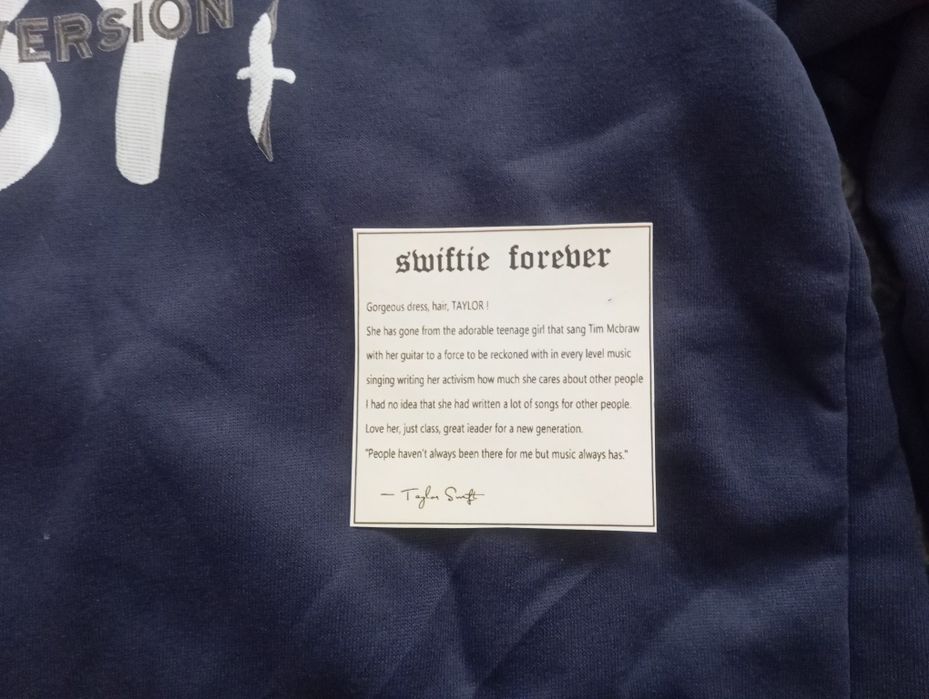 ERSION
swiftie forever
Gorgeous dress, hair, TAYLOR !
She has gone from the adorable teenage girl that sang Tim Mcbraw
with her guitar to a force to be reckoned with in every level music
singing writing her activism how much she cares about other people
I had no idea that she had written a lot of songs for other people.
Love her, just class, great ieader for a new generation.
"People haven't always been there for me but music always has."
— Taylor Swift